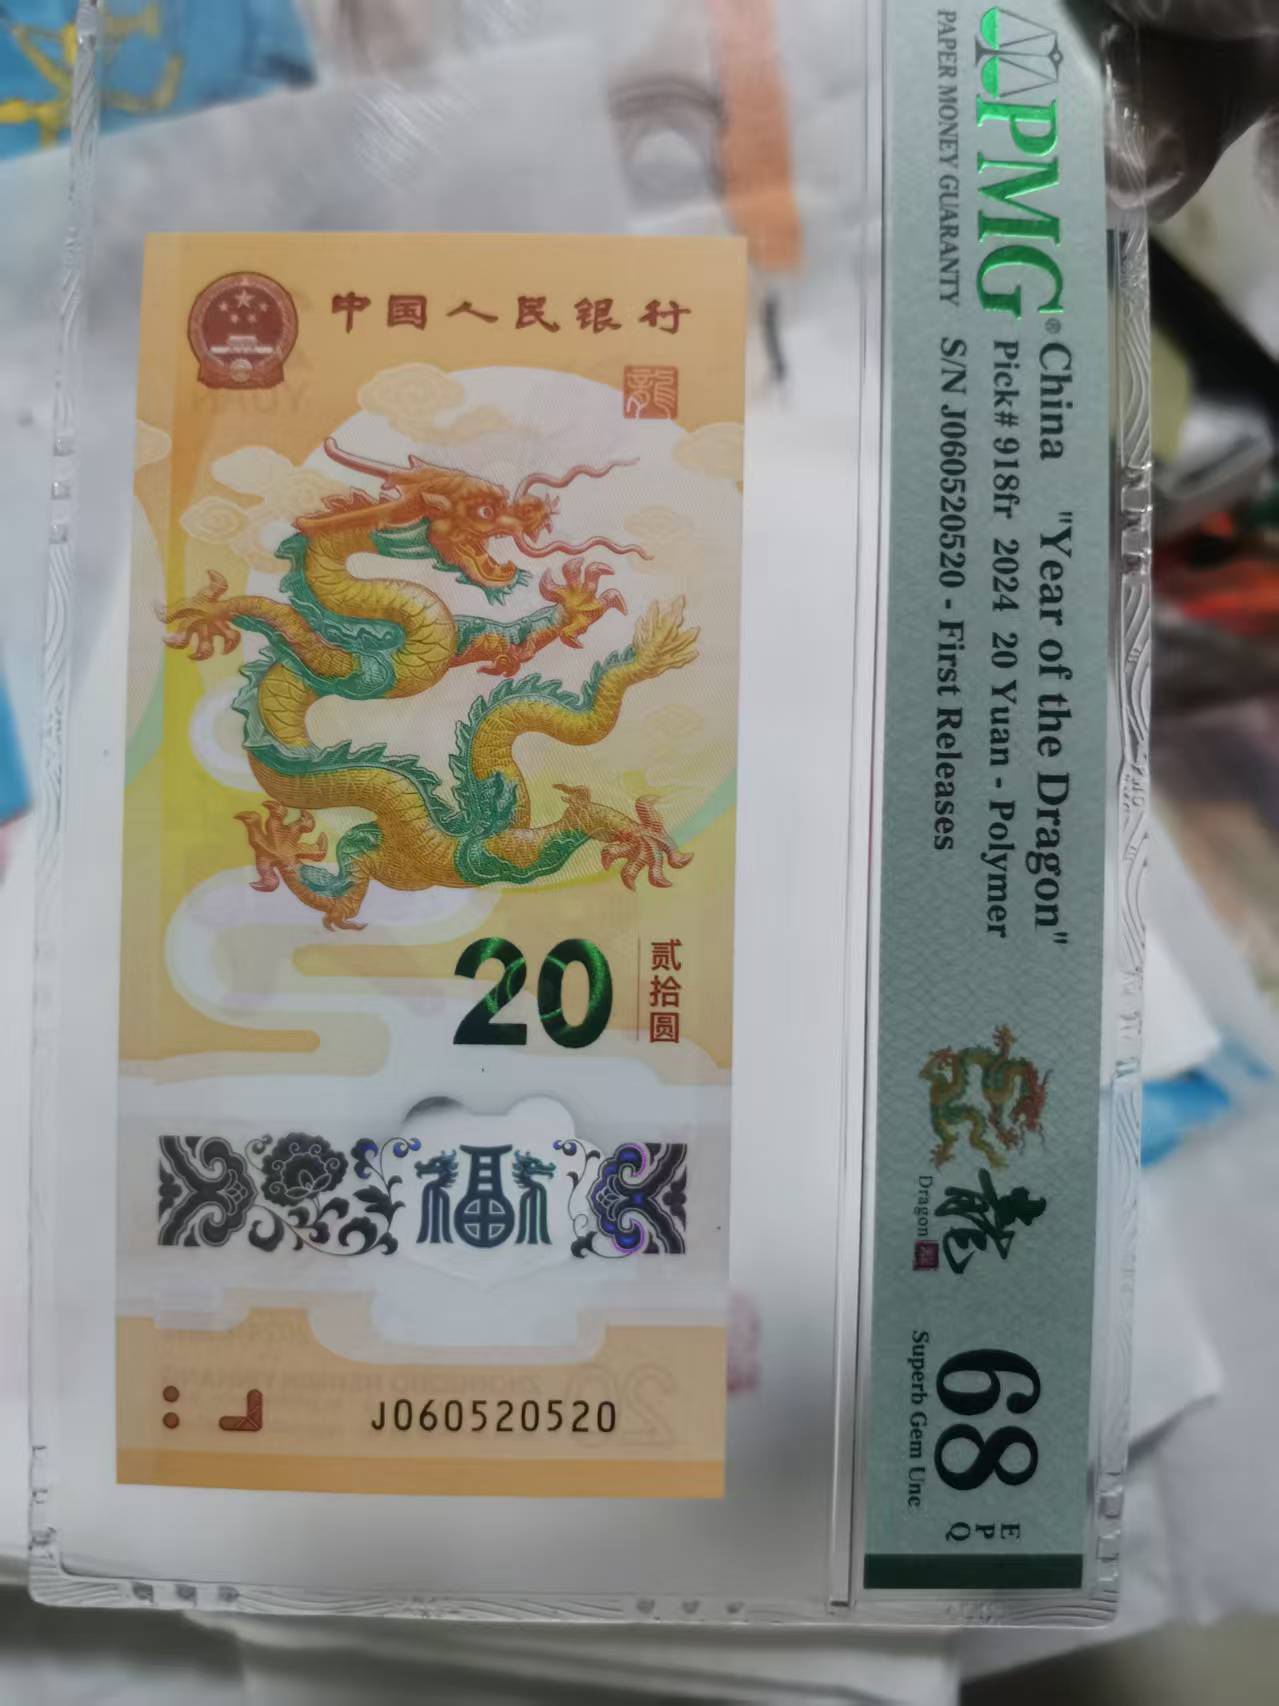 中国人民银行
龍
20
贰拾圆
福
J060520520
PMG®
PAPER MONEY GUARANTY
China "Year of the Dragon"
Pick# 918fr 2024 20 Yuan - Polymer
S/N J060520520 - First Releases
龍
Dragon
68
Superb Gem Unc
E
P
Q